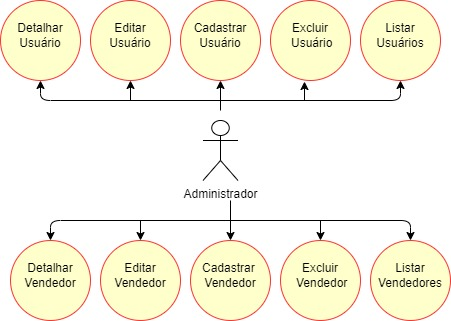 Detalhar
Usuário
Editar
Usuário
Cadastrar
Usuário
Excluir
Usuário
Listar
Usuários
Administrador
Detalhar
Vendedor
Editar
Vendedor
Cadastrar
Vendedor
Excluir
Vendedor
Listar
Vendedores